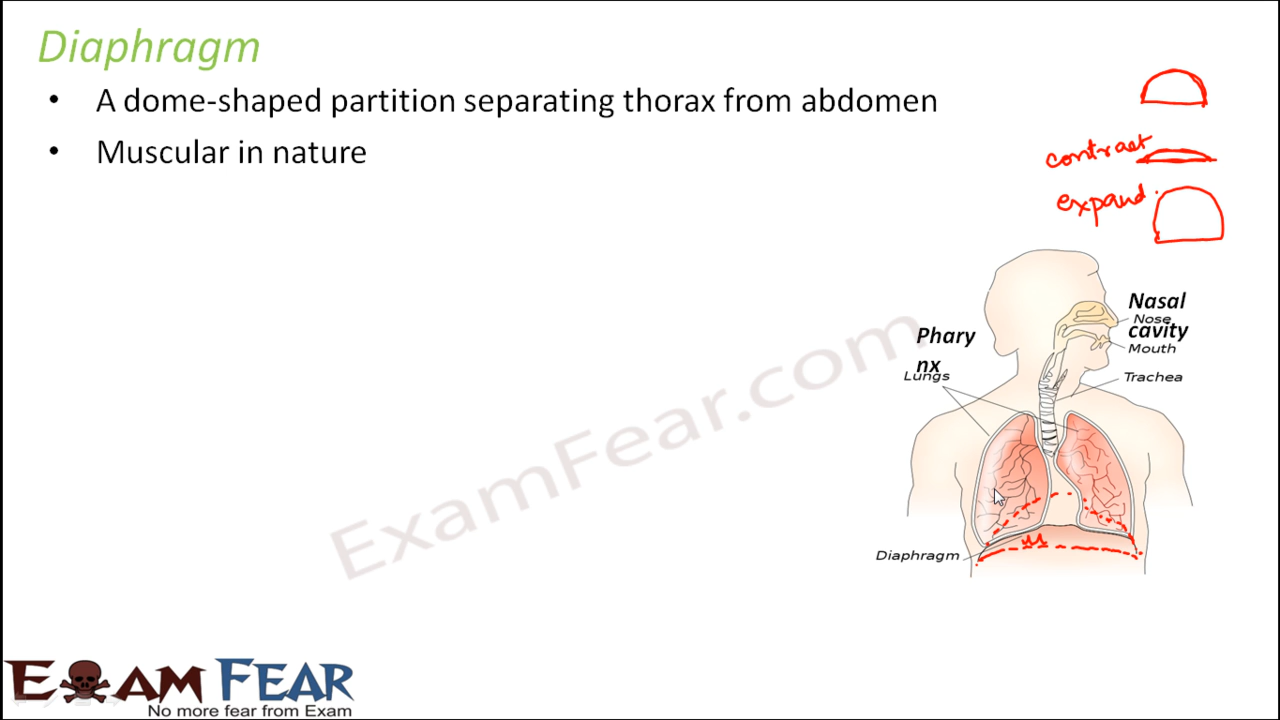 Diaphragm
• A dome-shaped partition separating thorax from abdomen
• Muscular in nature
contract
expand
Nasal
Nose
cavity
Mouth
Phary
nx
Lungs
Trachea
Diaphragm
ExamFear.com
EXAM FEAR
No more fear from Exam